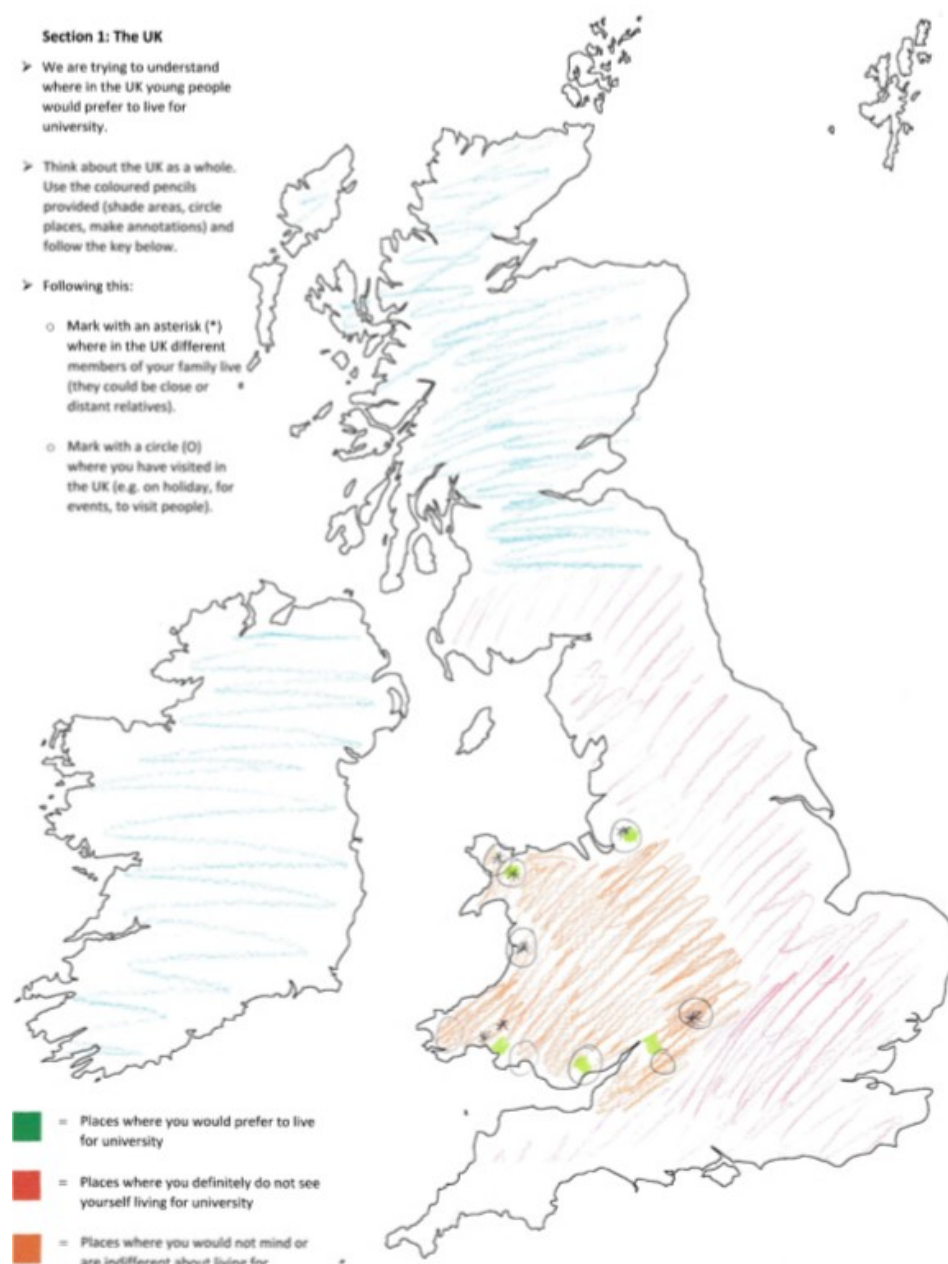 Section 1: The UK
➤ We are trying to understand
where in the UK young people
would prefer to live for
university.
➤ Think about the UK as a whole.
Use the coloured pencils
provided (shade areas, circle
places, make annotations) and
follow the key below.
➤ Following this:
o Mark with an asterisk (*)
where in the UK different
members of your family live
(they could be close or
distant relatives).
o Mark with a circle (O)
where you have visited in
the UK (e.g. on holiday, for
events, to visit people).
= Places where you would prefer to live
for university
= Places where you definitely do not see
yourself living for university
= Places where you would not mind or
are indifferent about living for